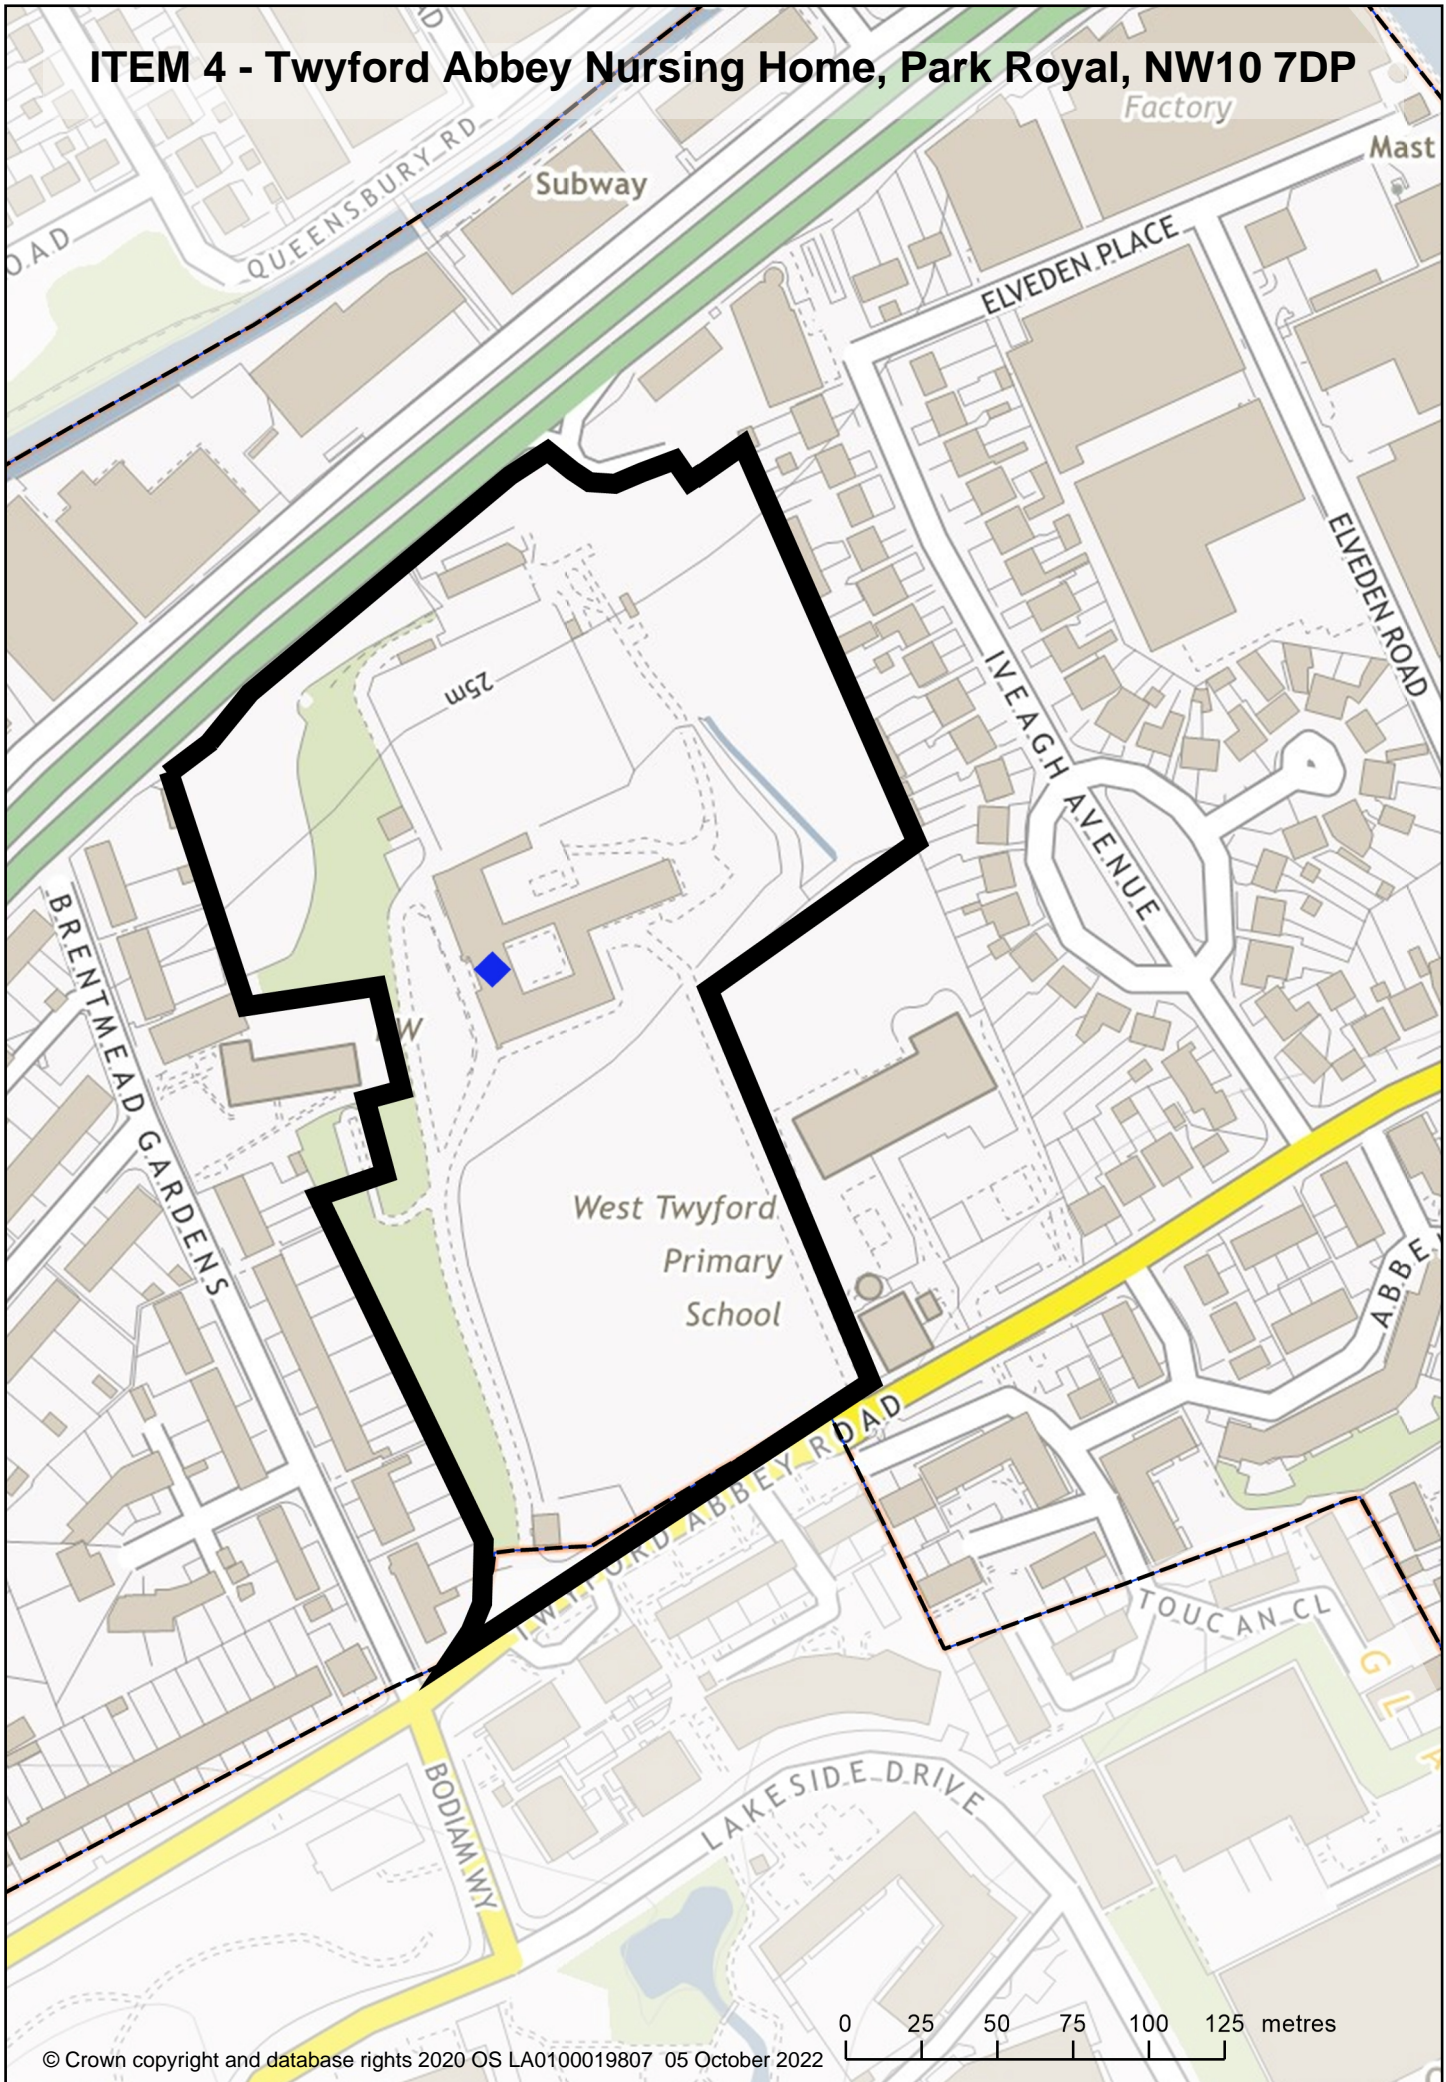 ITEM 4 - Twyford Abbey Nursing Home, Park Royal, NW10 7DP
Factory
Mast
QUEENSBURY RD
Subway
ELVEDEN PLACE
ELVEDEN ROAD
25m
IVEAGH AVENUE
BRENTMEAD GARDENS
W
West Twyford
Primary
School
TWYFORD ABBEY ROAD
ABBE
TOUCAN CL
G L
BODIAM WY
LAKESIDE DRIVE
0 25 50 75 100 125 metres
© Crown copyright and database rights 2020 OS LA0100019807 05 October 2022